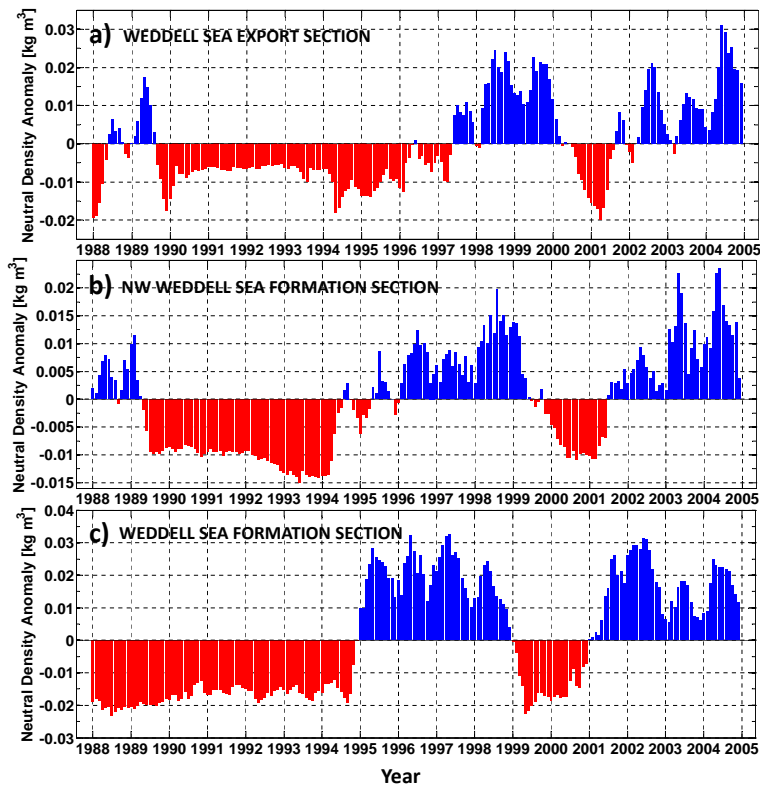 a) WEDDELL SEA EXPORT SECTION
Neutral Density Anomaly [kg m³]
0.03
0.02
0.01
0
-0.01
-0.02
1988 1989 1990 1991 1992 1993 1994 1995 1996 1997 1998 1999 2000 2001 2002 2003 2004 2005
b) NW WEDDELL SEA FORMATION SECTION
Neutral Density Anomaly [kg m³]
0.02
0.015
0.01
0.005
0
-0.005
-0.01
-0.015
1988 1989 1990 1991 1992 1993 1994 1995 1996 1997 1998 1999 2000 2001 2002 2003 2004 2005
c) WEDDELL SEA FORMATION SECTION
Neutral Density Anomaly [kg m³]
0.04
0.03
0.02
0.01
0
-0.01
-0.02
-0.03
1988 1989 1990 1991 1992 1993 1994 1995 1996 1997 1998 1999 2000 2001 2002 2003 2004 2005
Year